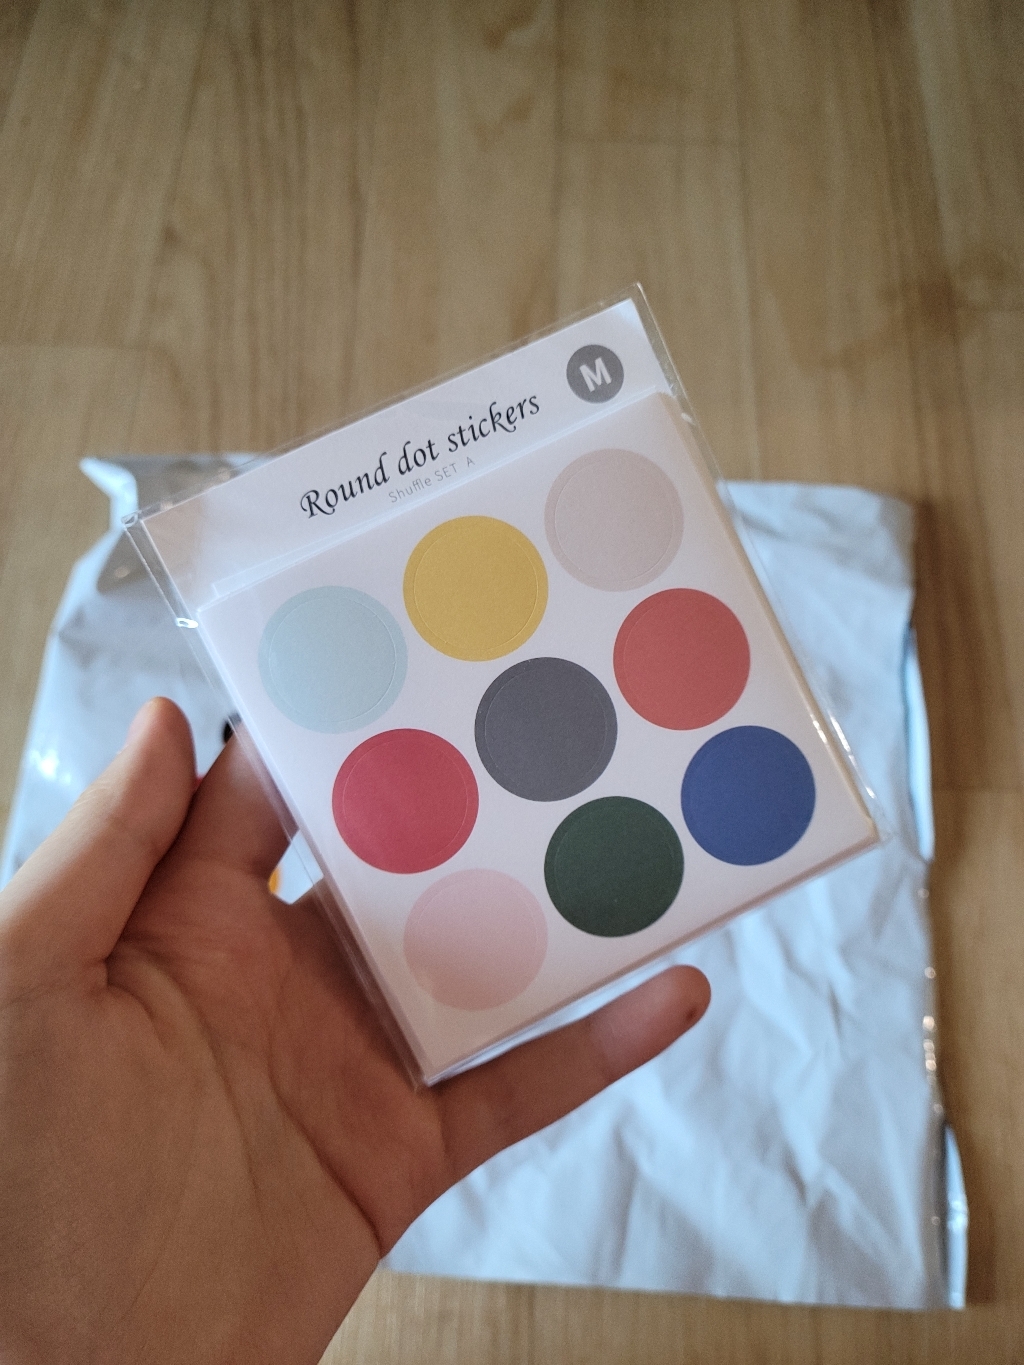 M
Round dot stickers
Shuffle SET A